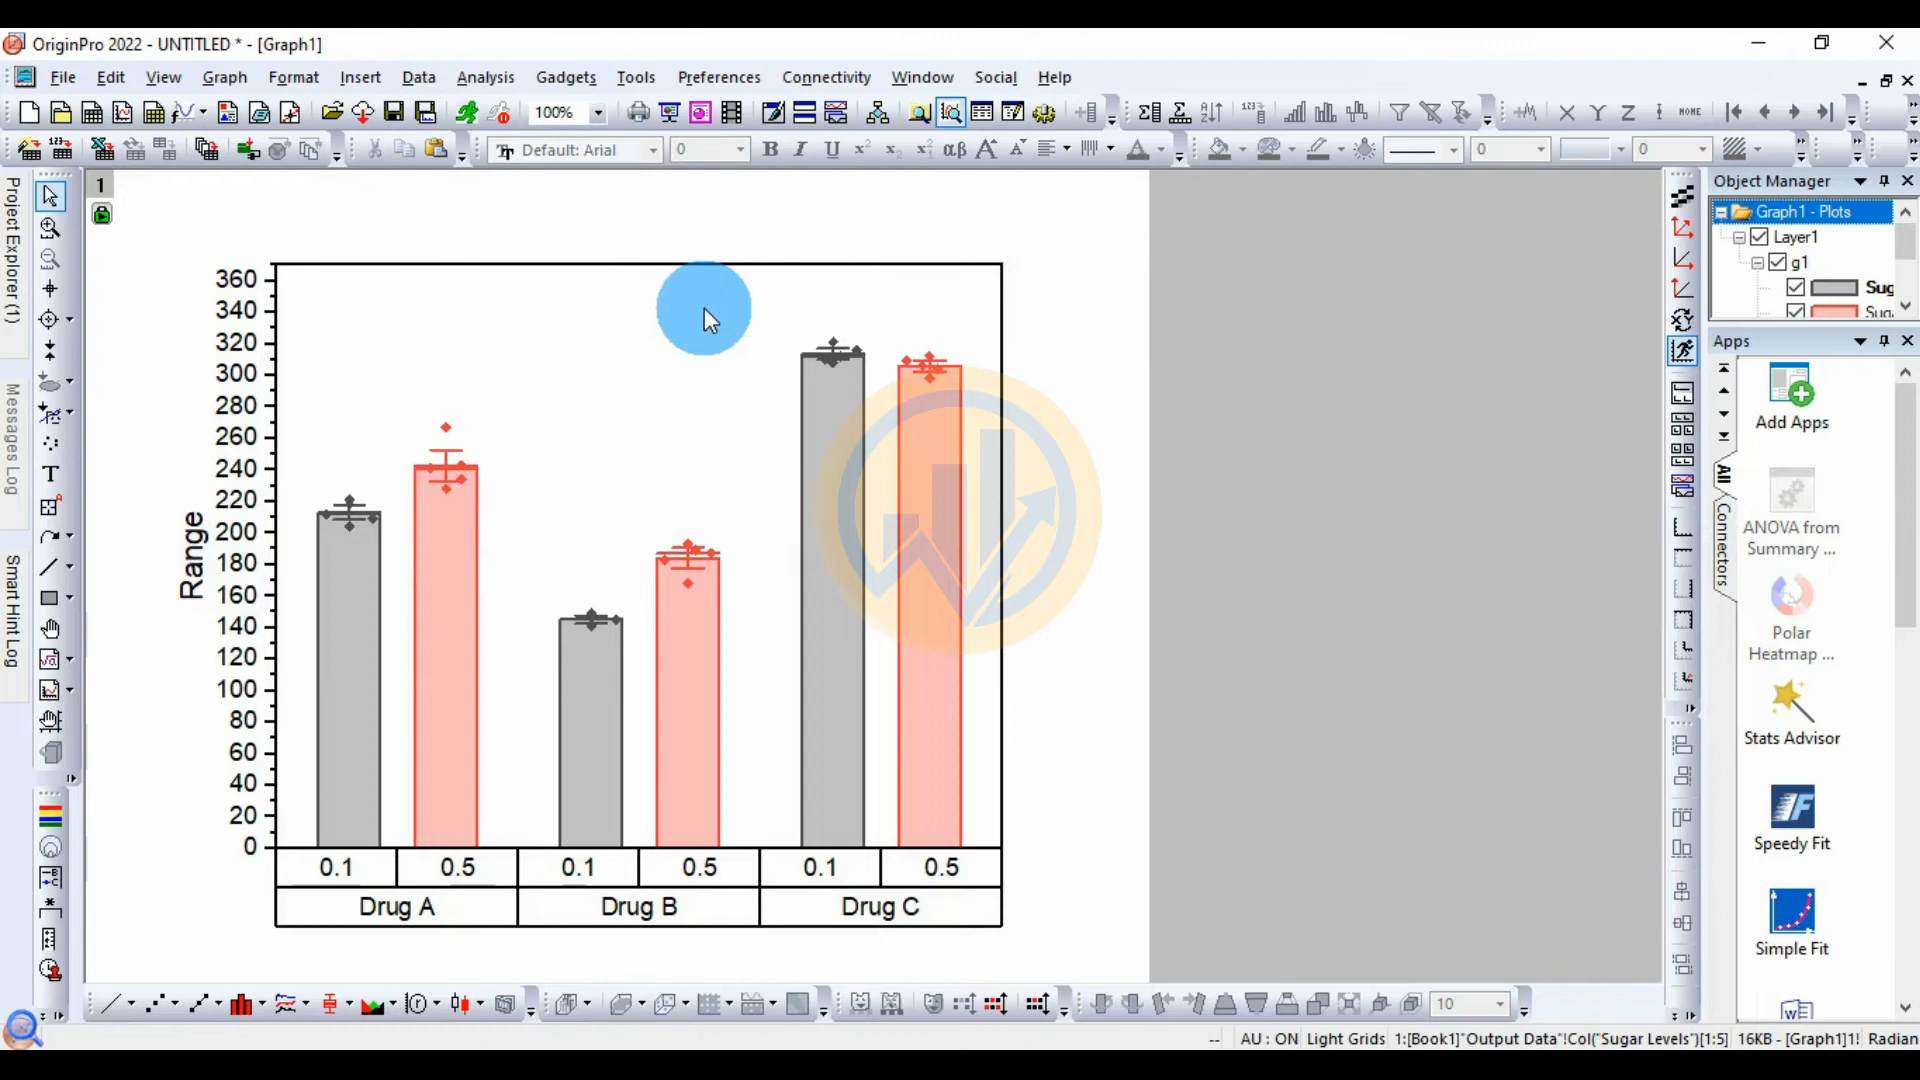 OriginPro 2022 - UNTITLED * - [Graph1]
File Edit View Graph Format Insert Data Analysis Gadgets Tools Preferences Connectivity Window Social Help
100%
HOME
Default: Arial 0 B I U αβ A A 0 0
Project Explorer (1)
Messages Log
Smart Hint Log
1
Range
360
340
320
300
280
260
240
220
200
180
160
140
120
100
80
60
40
20
0
0.1 0.5 0.1 0.5 0.1 0.5
Drug A Drug B Drug C
Object Manager
Graph1 - Plots
Layer1
g1
Sug
Suga
Apps
All
Connectors
Add Apps
ANOVA from
Summary ...
Polar
Heatmap ...
Stats Advisor
Speedy Fit
Simple Fit
10
-- AU : ON Light Grids 1:[Book1]"Output Data"!Col("Sugar Levels")[1:5] 16KB - [Graph1]1! Radian